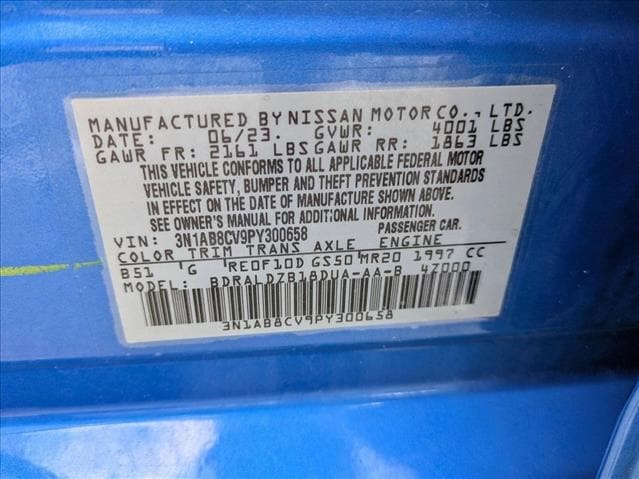 MANUFACTURED BY NISSAN MOTOR CO., LTD.
DATE: 06/23. GVWR: 4001 LBS
GAWR FR: 2161 LBS GAWR RR: 1863 LBS
THIS VEHICLE CONFORMS TO ALL APPLICABLE FEDERAL MOTOR
VEHICLE SAFETY, BUMPER AND THEFT PREVENTION STANDARDS
IN EFFECT ON THE DATE OF MANUFACTURE SHOWN ABOVE.
SEE OWNER'S MANUAL FOR ADDITIONAL INFORMATION.
VIN: 3N1AB8CV9PY300658 PASSENGER CAR.
COLOR TRIM TRANS AXLE ENGINE
B51 G RE0F10D GS50 MR20 1997 CC
MODEL: BDRALDZB18DUA-AA-B 4Z000
3N1AB8CV9PY300658